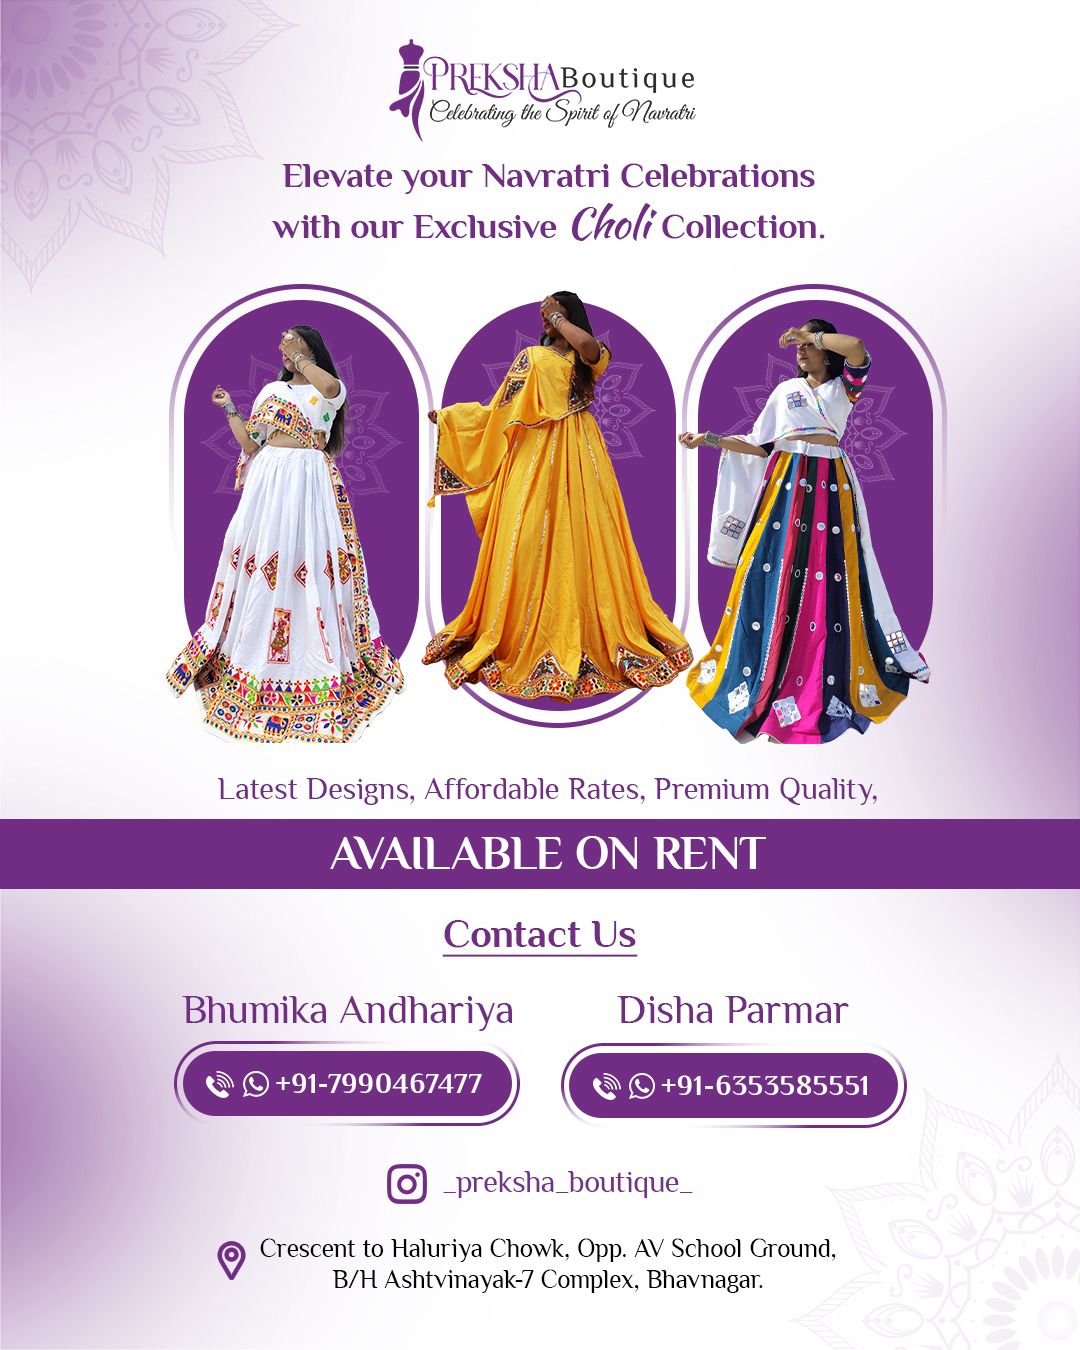 PREKSHA Boutique
Celebrating the Spirit of Navratri
Elevate your Navratri Celebrations
with our Exclusive Choli Collection.
Latest Designs, Affordable Rates, Premium Quality,
AVAILABLE ON RENT
Contact Us
Bhumika Andhariya
+91-7990467477
Disha Parmar
+91-6353585551
_preksha_boutique_
Crescent to Haluriya Chowk, Opp. AV School Ground,
B/H Ashtvinayak-7 Complex, Bhavnagar.